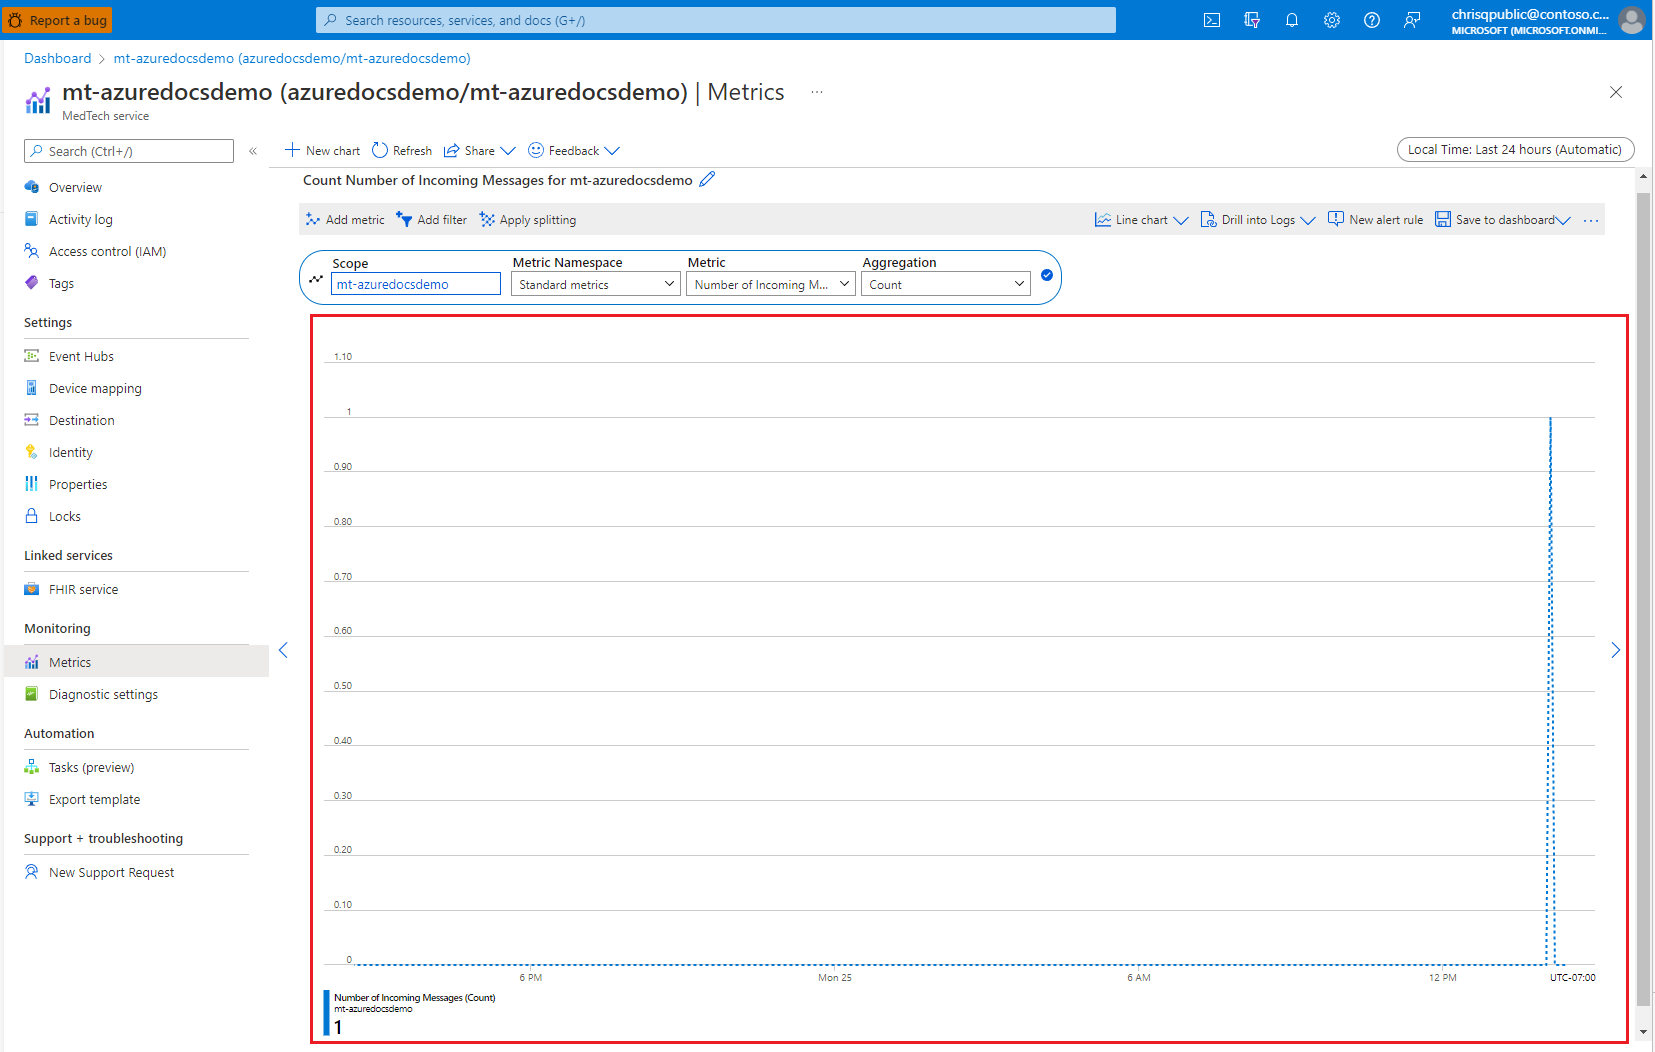 Report a bug
Search resources, services, and docs (G+/)
chrisqpublic@contoso.c...
MICROSOFT (MICROSOFT.ONMI...
Dashboard > mt-azuredocsdemo (azuredocsdemo/mt-azuredocsdemo)
mt-azuredocsdemo (azuredocsdemo/mt-azuredocsdemo) | Metrics ...
MedTech service
Search (Ctrl+/)
«
Overview
Activity log
Access control (IAM)
Tags
Settings
Event Hubs
Device mapping
Destination
Identity
Properties
Locks
Linked services
FHIR service
Monitoring
Metrics
Diagnostic settings
Automation
Tasks (preview)
Export template
Support + troubleshooting
New Support Request
New chart Refresh Share Feedback
Local Time: Last 24 hours (Automatic)
Count Number of Incoming Messages for mt-azuredocsdemo
Add metric Add filter Apply splitting
Line chart Drill into Logs New alert rule Save to dashboard ...
Scope Metric Namespace Metric Aggregation
mt-azuredocsdemo Standard metrics Number of Incoming M... Count
1.10
1
0.90
0.80
0.70
0.60
0.50
0.40
0.30
0.20
0.10
0
6 PM Mon 25 6 AM 12 PM UTC-07:00
Number of Incoming Messages (Count)
mt-azuredocsdemo
1